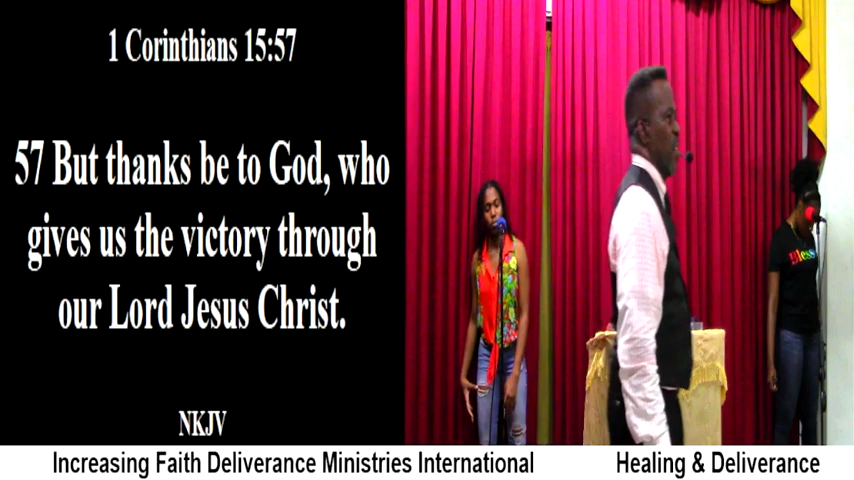 1 Corinthians 15:57
57 But thanks be to God, who
gives us the victory through
our Lord Jesus Christ.
NKJV
Bless
Increasing Faith Deliverance Ministries International
Healing & Deliverance